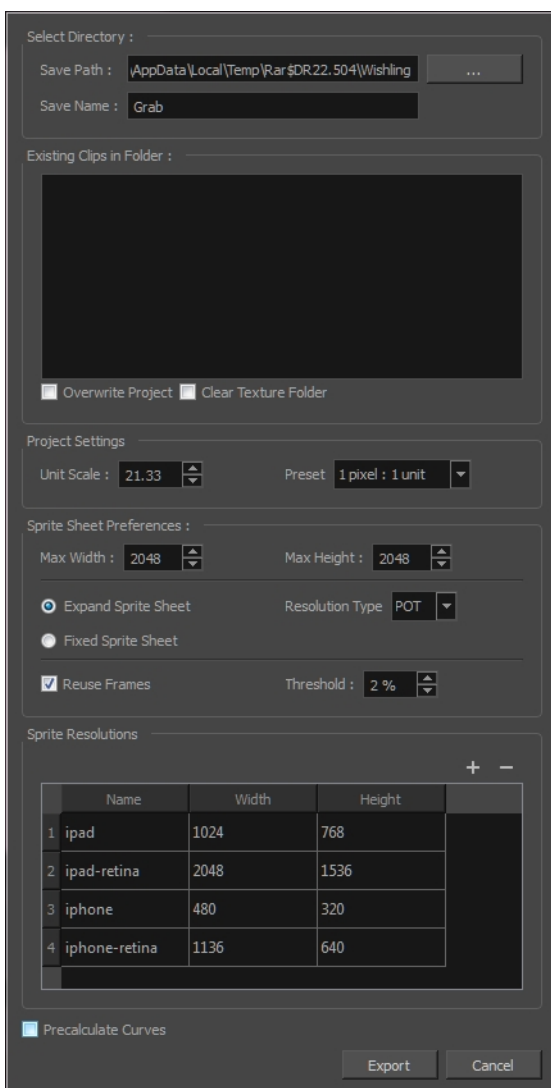 Select Directory :
Save Path : \AppData\Local\Temp\Rar$DR22.504\Wishling ...
Save Name : Grab
Existing Clips in Folder :
Overwrite Project Clear Texture Folder
Project Settings
Unit Scale : 21.33 Preset 1 pixel : 1 unit
Sprite Sheet Preferences :
Max Width : 2048 Max Height : 2048
Expand Sprite Sheet Resolution Type POT
Fixed Sprite Sheet
Reuse Frames Threshold : 2 %
Sprite Resolutions
+ −
Name Width Height
1 ipad 1024 768
2 ipad-retina 2048 1536
3 iphone 480 320
4 iphone-retina 1136 640
Precalculate Curves
Export Cancel